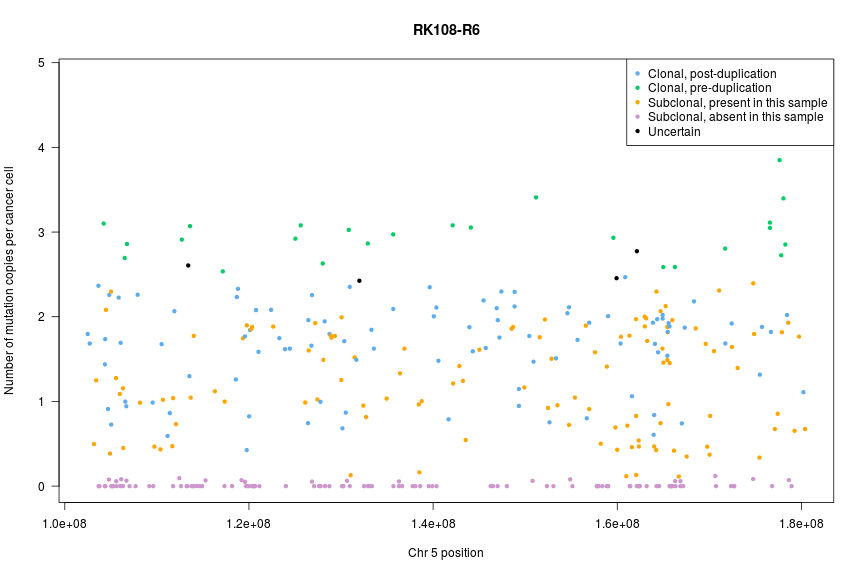 RK108-R6
Number of mutation copies per cancer cell
5
4
3
2
1
0
Clonal, post-duplication
Clonal, pre-duplication
Subclonal, present in this sample
Subclonal, absent in this sample
Uncertain
1.0e+08 1.2e+08 1.4e+08 1.6e+08 1.8e+08
Chr 5 position